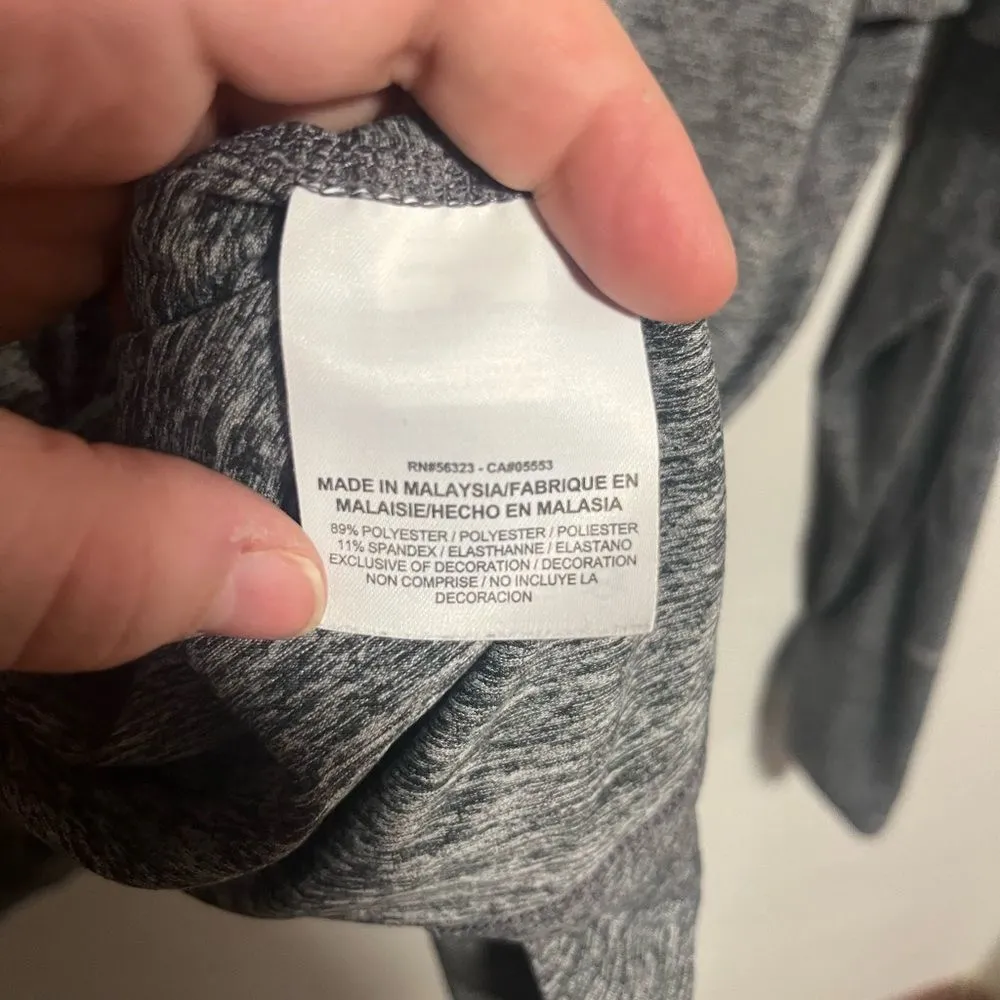 RN#56323 - CA#05553
MADE IN MALAYSIA/FABRIQUE EN
MALAISIE/HECHO EN MALASIA
89% POLYESTER / POLYESTER / POLIESTER
11% SPANDEX / ELASTHANNE / ELASTANO
EXCLUSIVE OF DECORATION / DECORATION
NON COMPRISE / NO INCLUYE LA
DECORACION